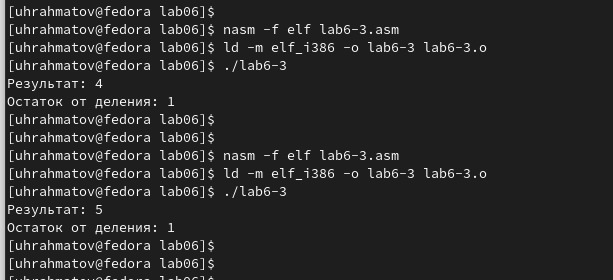 [uhrahmatov@fedora lab06]$
[uhrahmatov@fedora lab06]$ nasm -f elf lab6-3.asm
[uhrahmatov@fedora lab06]$ ld -m elf_i386 -o lab6-3 lab6-3.o
[uhrahmatov@fedora lab06]$ ./lab6-3
Результат: 4
Остаток от деления: 1
[uhrahmatov@fedora lab06]$
[uhrahmatov@fedora lab06]$
[uhrahmatov@fedora lab06]$ nasm -f elf lab6-3.asm
[uhrahmatov@fedora lab06]$ ld -m elf_i386 -o lab6-3 lab6-3.o
[uhrahmatov@fedora lab06]$ ./lab6-3
Результат: 5
Остаток от деления: 1
[uhrahmatov@fedora lab06]$
[uhrahmatov@fedora lab06]$